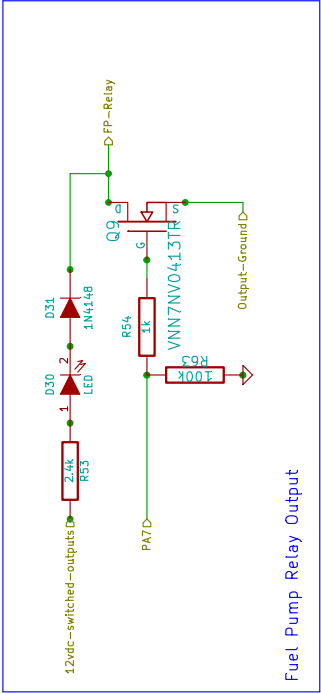 FP-Relay
D
S
Q9
G
VNN7NV0413TR
Output-Ground
D31
1N4148
R54
1k
R63
100k
2
D30
LED
1
2.4k
R53
12vdc-switched-outputs
PA7
Fuel Pump Relay Output